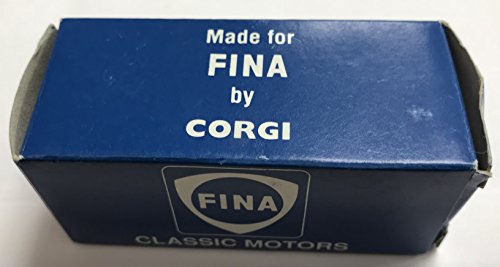 Made for
FINA
by
CORGI
FINA
CLASSIC MOTORS